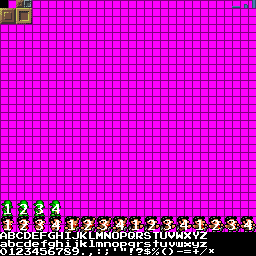 1 2 3 4
1 2 3 4 1 2 3 4 1 2 3 4 1 2 3 4
ABCDEFGHIJKLMNOPQRSTUVWXYZ
abcdefghijklmnopqrstuvwxyz
0123456789.,:;'"!?$%()-=+/*